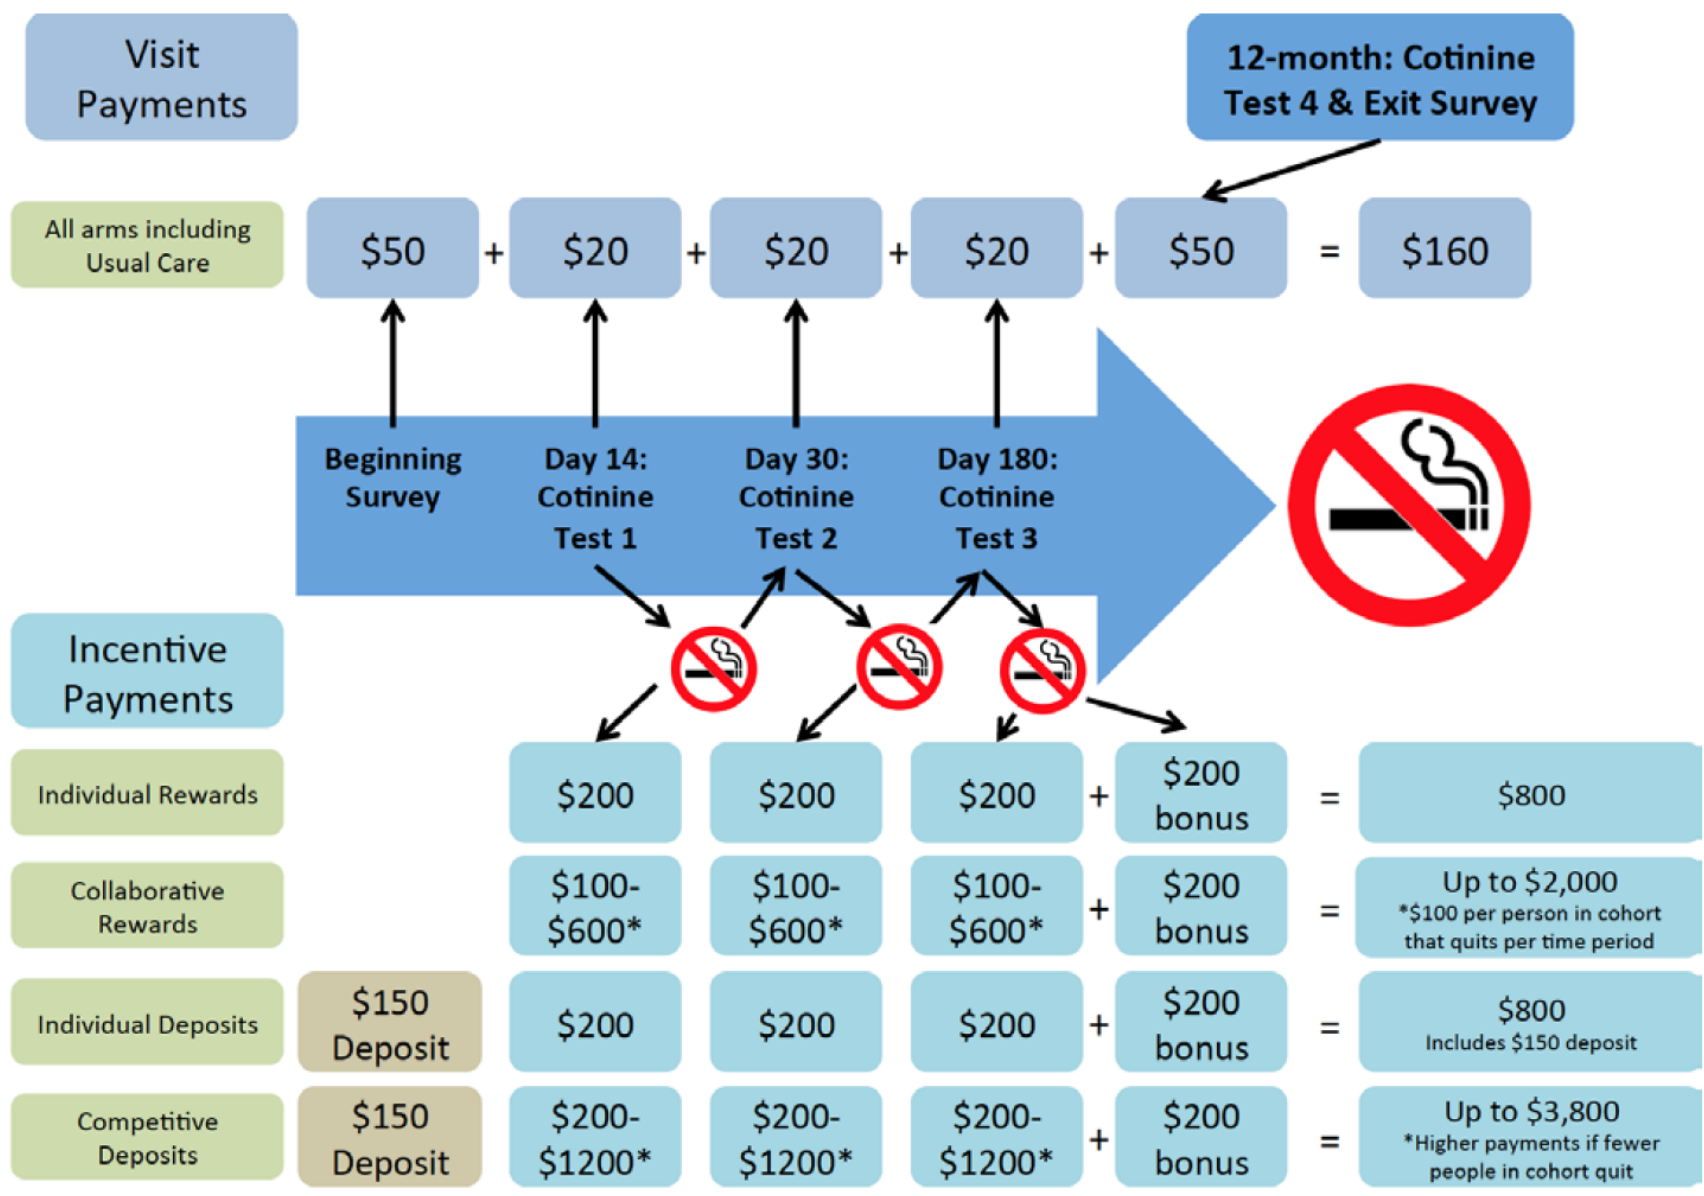 Visit
Payments
12-month: Cotinine
Test 4 & Exit Survey
All arms including
Usual Care
$50 + $20 + $20 + $20 + $50 = $160
Beginning
Survey
Day 14:
Cotinine
Test 1
Day 30:
Cotinine
Test 2
Day 180:
Cotinine
Test 3
Incentive
Payments
Individual Rewards
$200
$200
$200
+
$200
bonus
=
$800
Collaborative
Rewards
$100-
$600*
$100-
$600*
$100-
$600*
+
$200
bonus
=
Up to $2,000
*$100 per person in cohort
that quits per time period
Individual Deposits
$150
Deposit
$200
$200
$200
+
$200
bonus
=
$800
Includes $150 deposit
Competitive
Deposits
$150
Deposit
$200-
$1200*
$200-
$1200*
$200-
$1200*
+
$200
bonus
=
Up to $3,800
*Higher payments if fewer
people in cohort quit